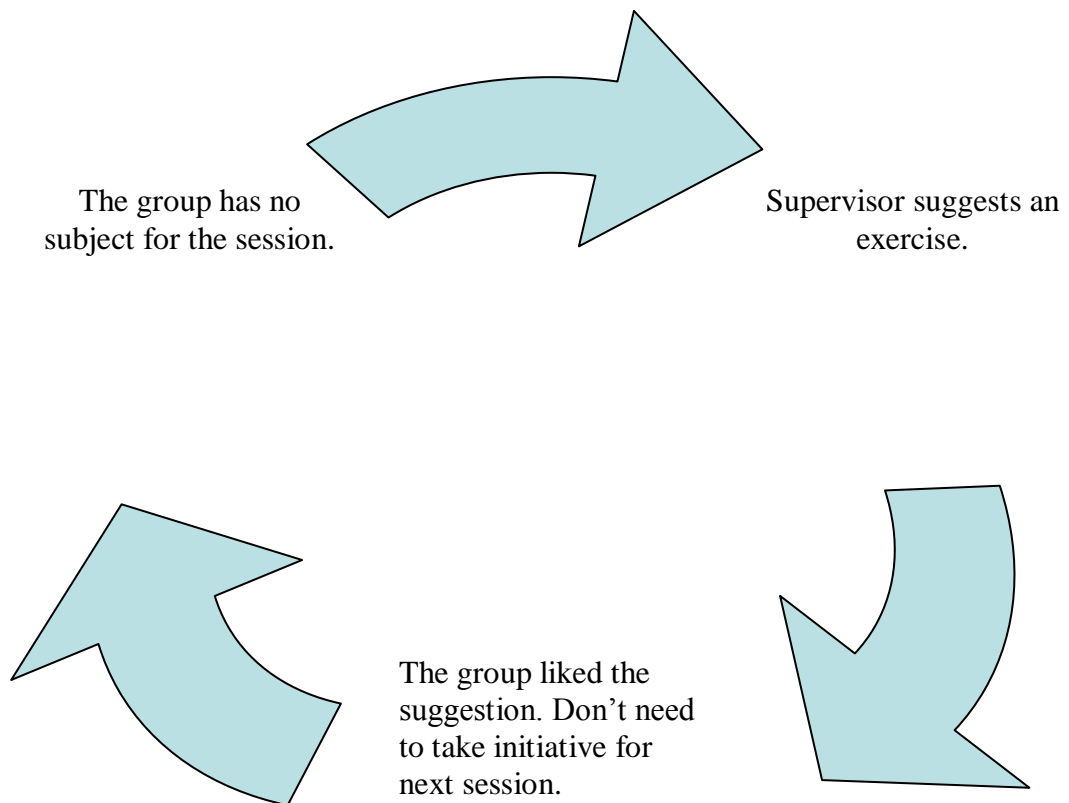 The group has no
subject for the session.
Supervisor suggests an
exercise.
The group liked the
suggestion. Don’t need
to take initiative for
next session.